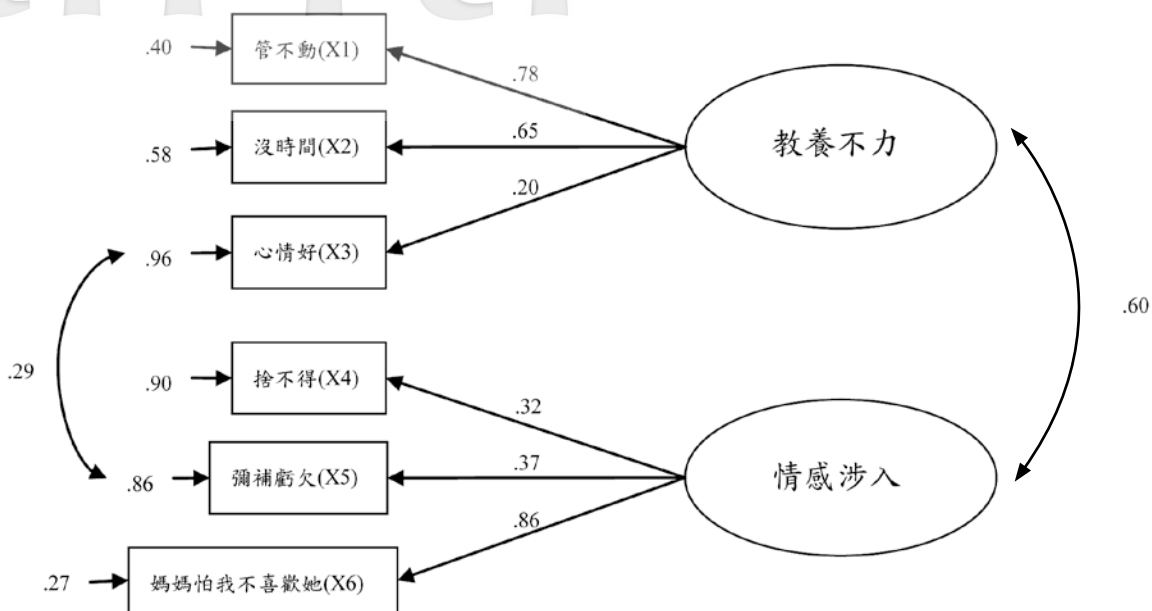 .40
管不動(X1)
.78
.58
沒時間(X2)
.65
教養不力
.20
.96
心情好(X3)
.60
.29
.90
捨不得(X4)
.32
.86
彌補虧欠(X5)
.37
情感涉入
.86
.27
媽媽怕我不喜歡她(X6)